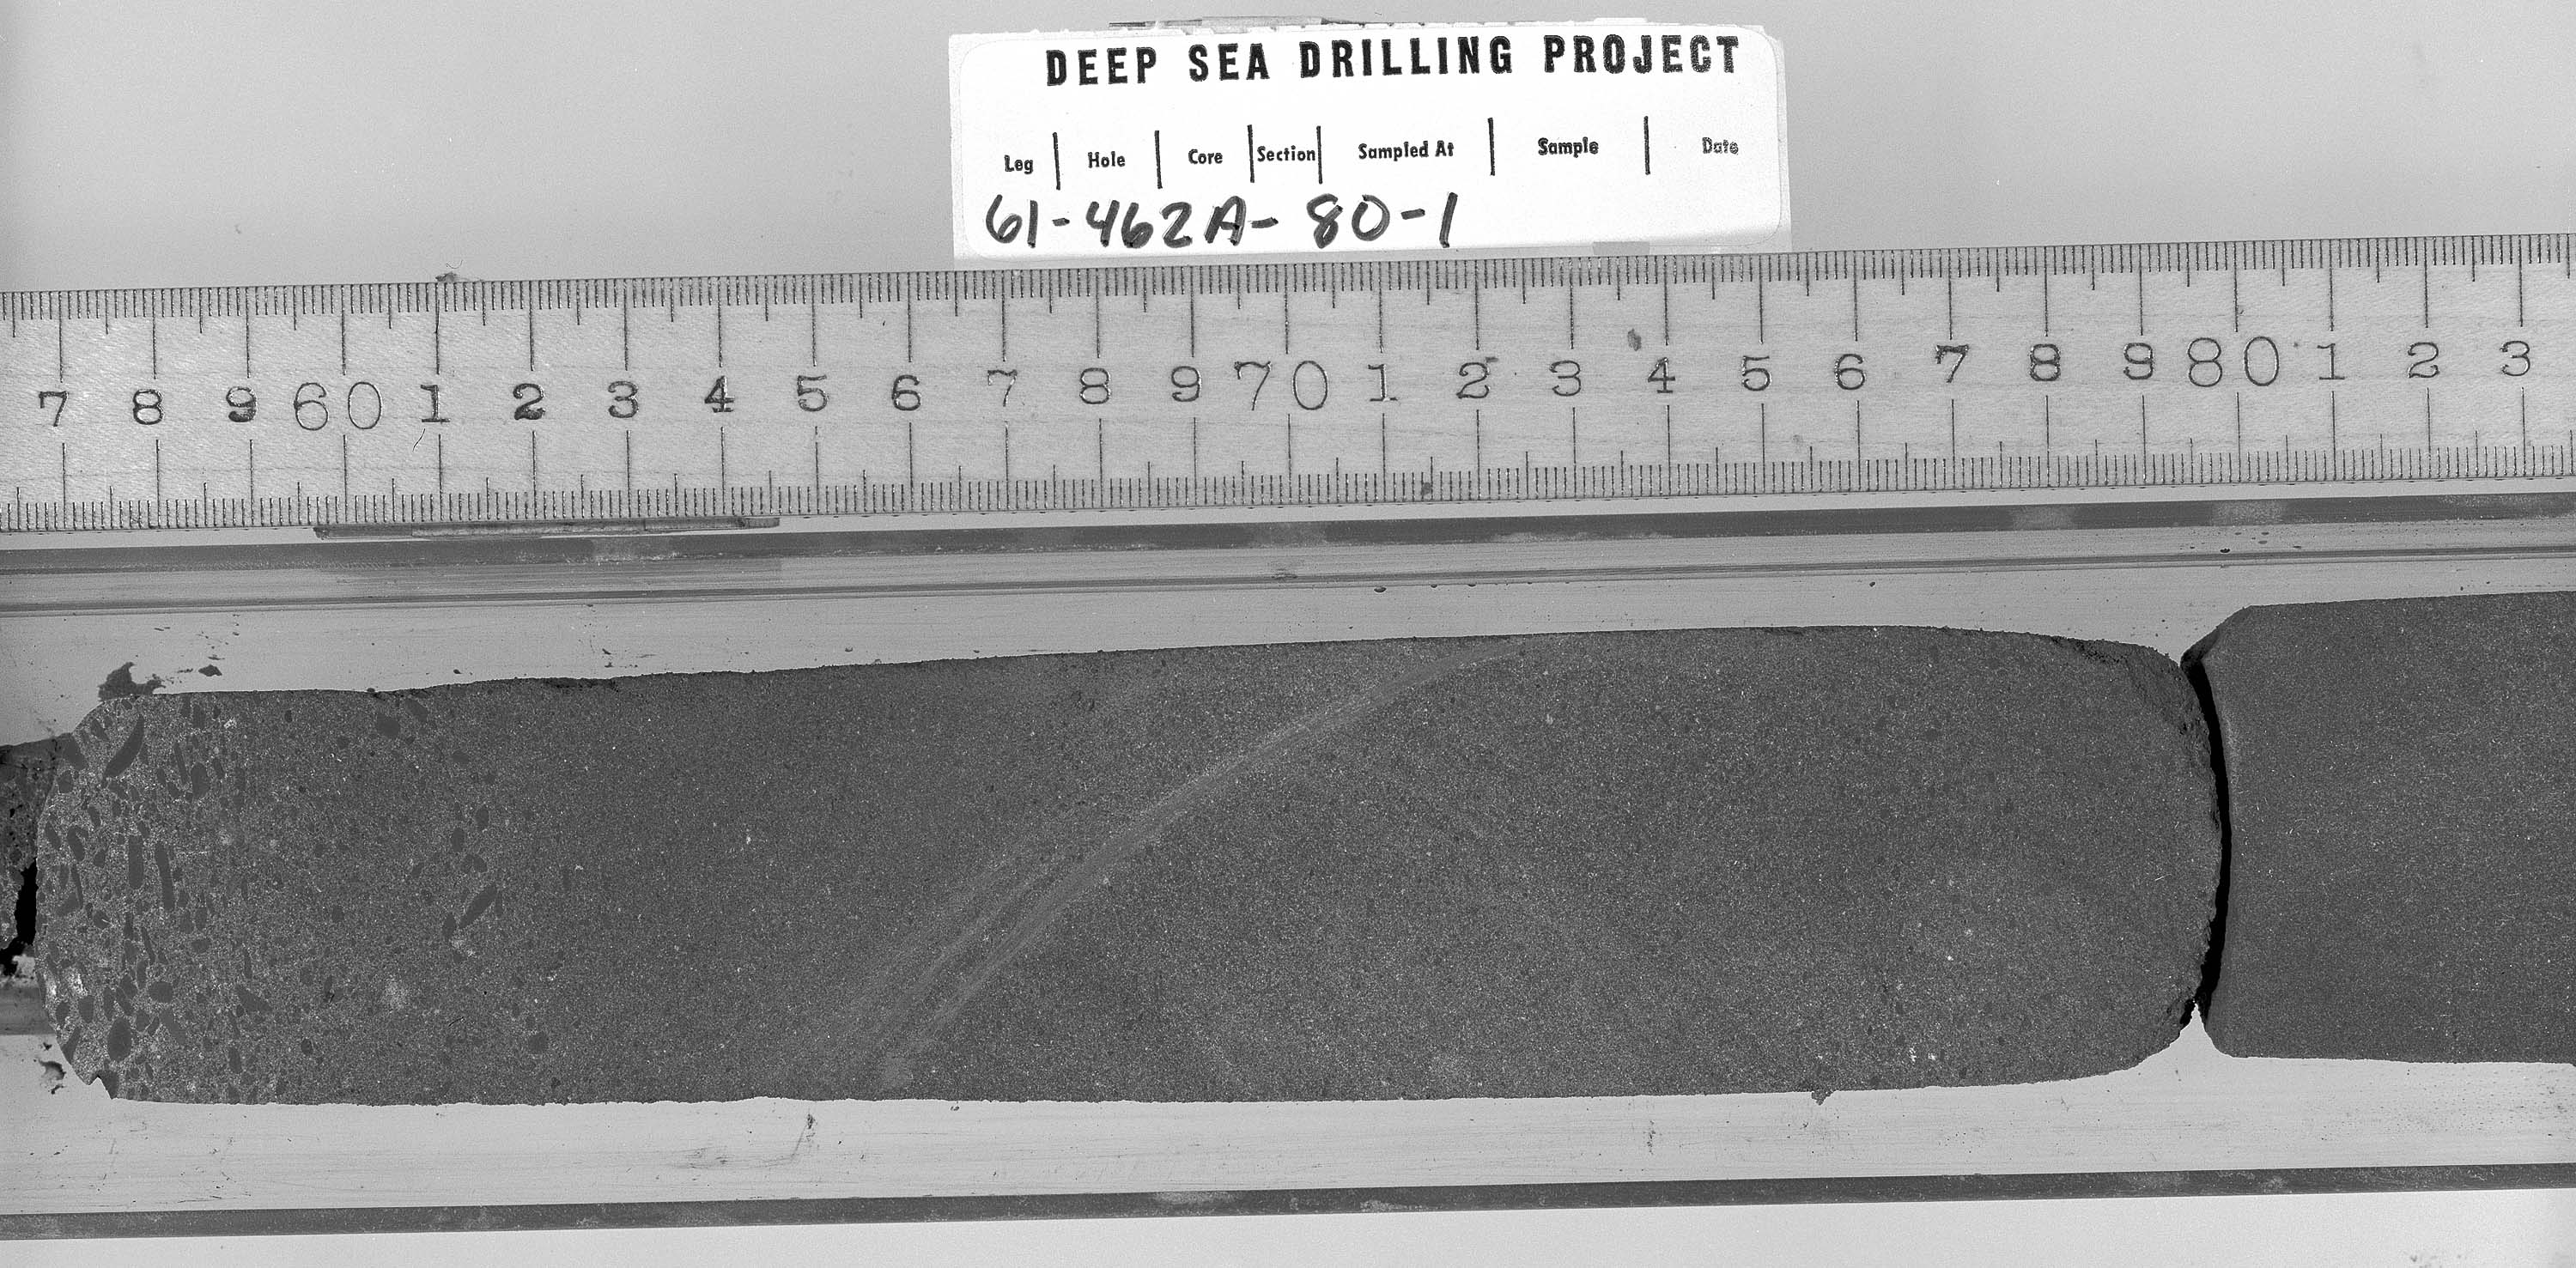 DEEP SEA DRILLING PROJECT
Leg | Hole | Core | Section | Sampled At | Sample | Date
61-462A-80-1
7 8 9 60 1 2 3 4 5 6 7 8 9 70 1 2 3 4 5 6 7 8 9 80 1 2 3